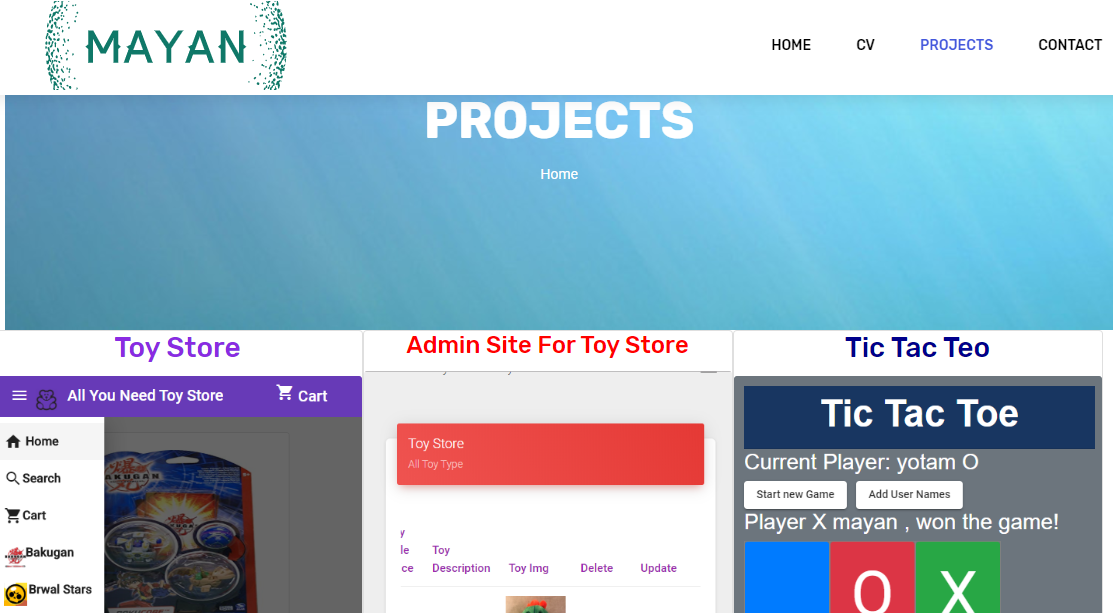 MAYAN
HOME CV PROJECTS CONTACT
PROJECTS
Home
Toy Store
All You Need Toy Store Cart
Home
Search
Cart
Bakugan
Brwal Stars
Admin Site For Toy Store
Toy Store
All Toy Type
y
le Toy
ce Description Toy Img Delete Update
Tic Tac Teo
Tic Tac Toe
Current Player: yotam O
Start new Game Add User Names
Player X mayan , won the game!
O X